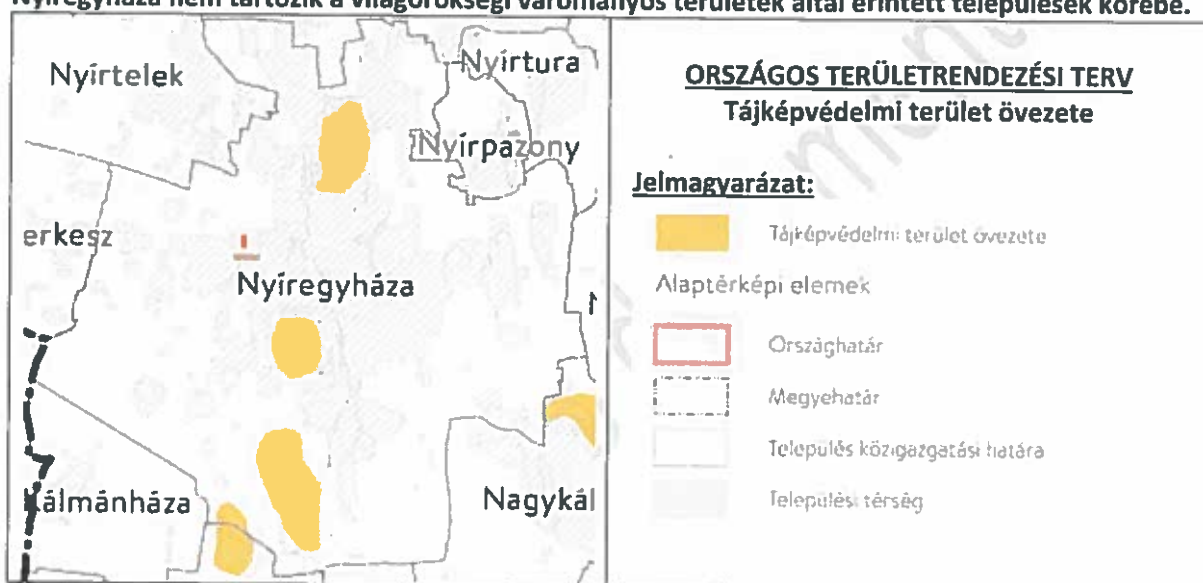 Nyíregyháza nem tartozik a világörökségi várományos területek által érintett települések körébe.
Nyírtelek
Nyírtura
Nyírpazony
erkesz
Nyíregyháza
Kálmánháza
Nagykál
ORSZÁGOS TERÜLETRENDEZÉSI TERV
Tájképvédelmi terület övezete
Jelmagyarázat:
Tájképvédelmi terület övezete
Alaptérképi elemek
Országhatár
Megyehatár
Település közigazgatási határa
Települési térség